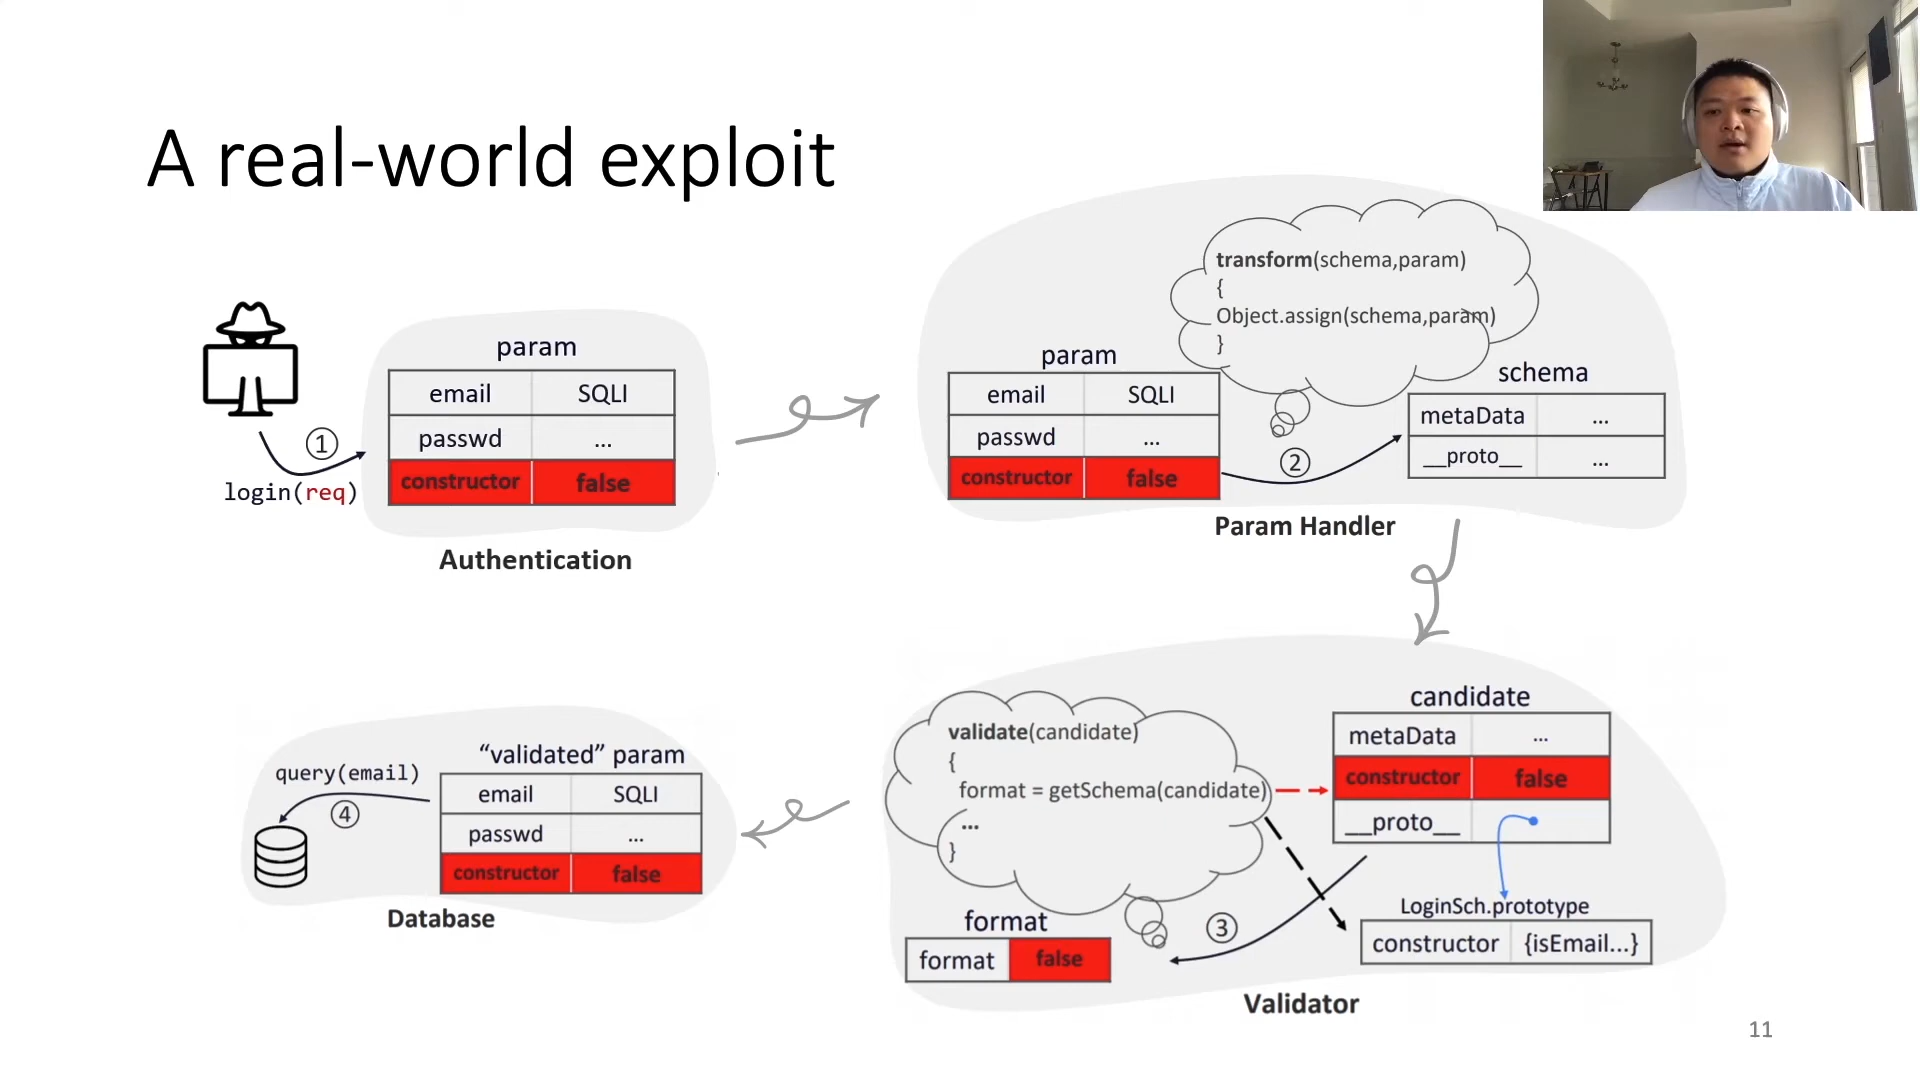 A real-world exploit
①
login(req)
param
email SQLI
passwd ...
constructor false
Authentication
transform(schema,param)
{
Object.assign(schema,param)
}
param
email SQLI
passwd ...
constructor false
②
schema
metaData ...
__proto__ ...
Param Handler
validate(candidate)
{
format = getSchema(candidate)
...
}
candidate
metaData ...
constructor false
__proto__
LoginSch.prototype
constructor {isEmail...}
③
format
format false
Validator
“validated” param
email SQLI
passwd ...
constructor false
query(email)
④
Database
11